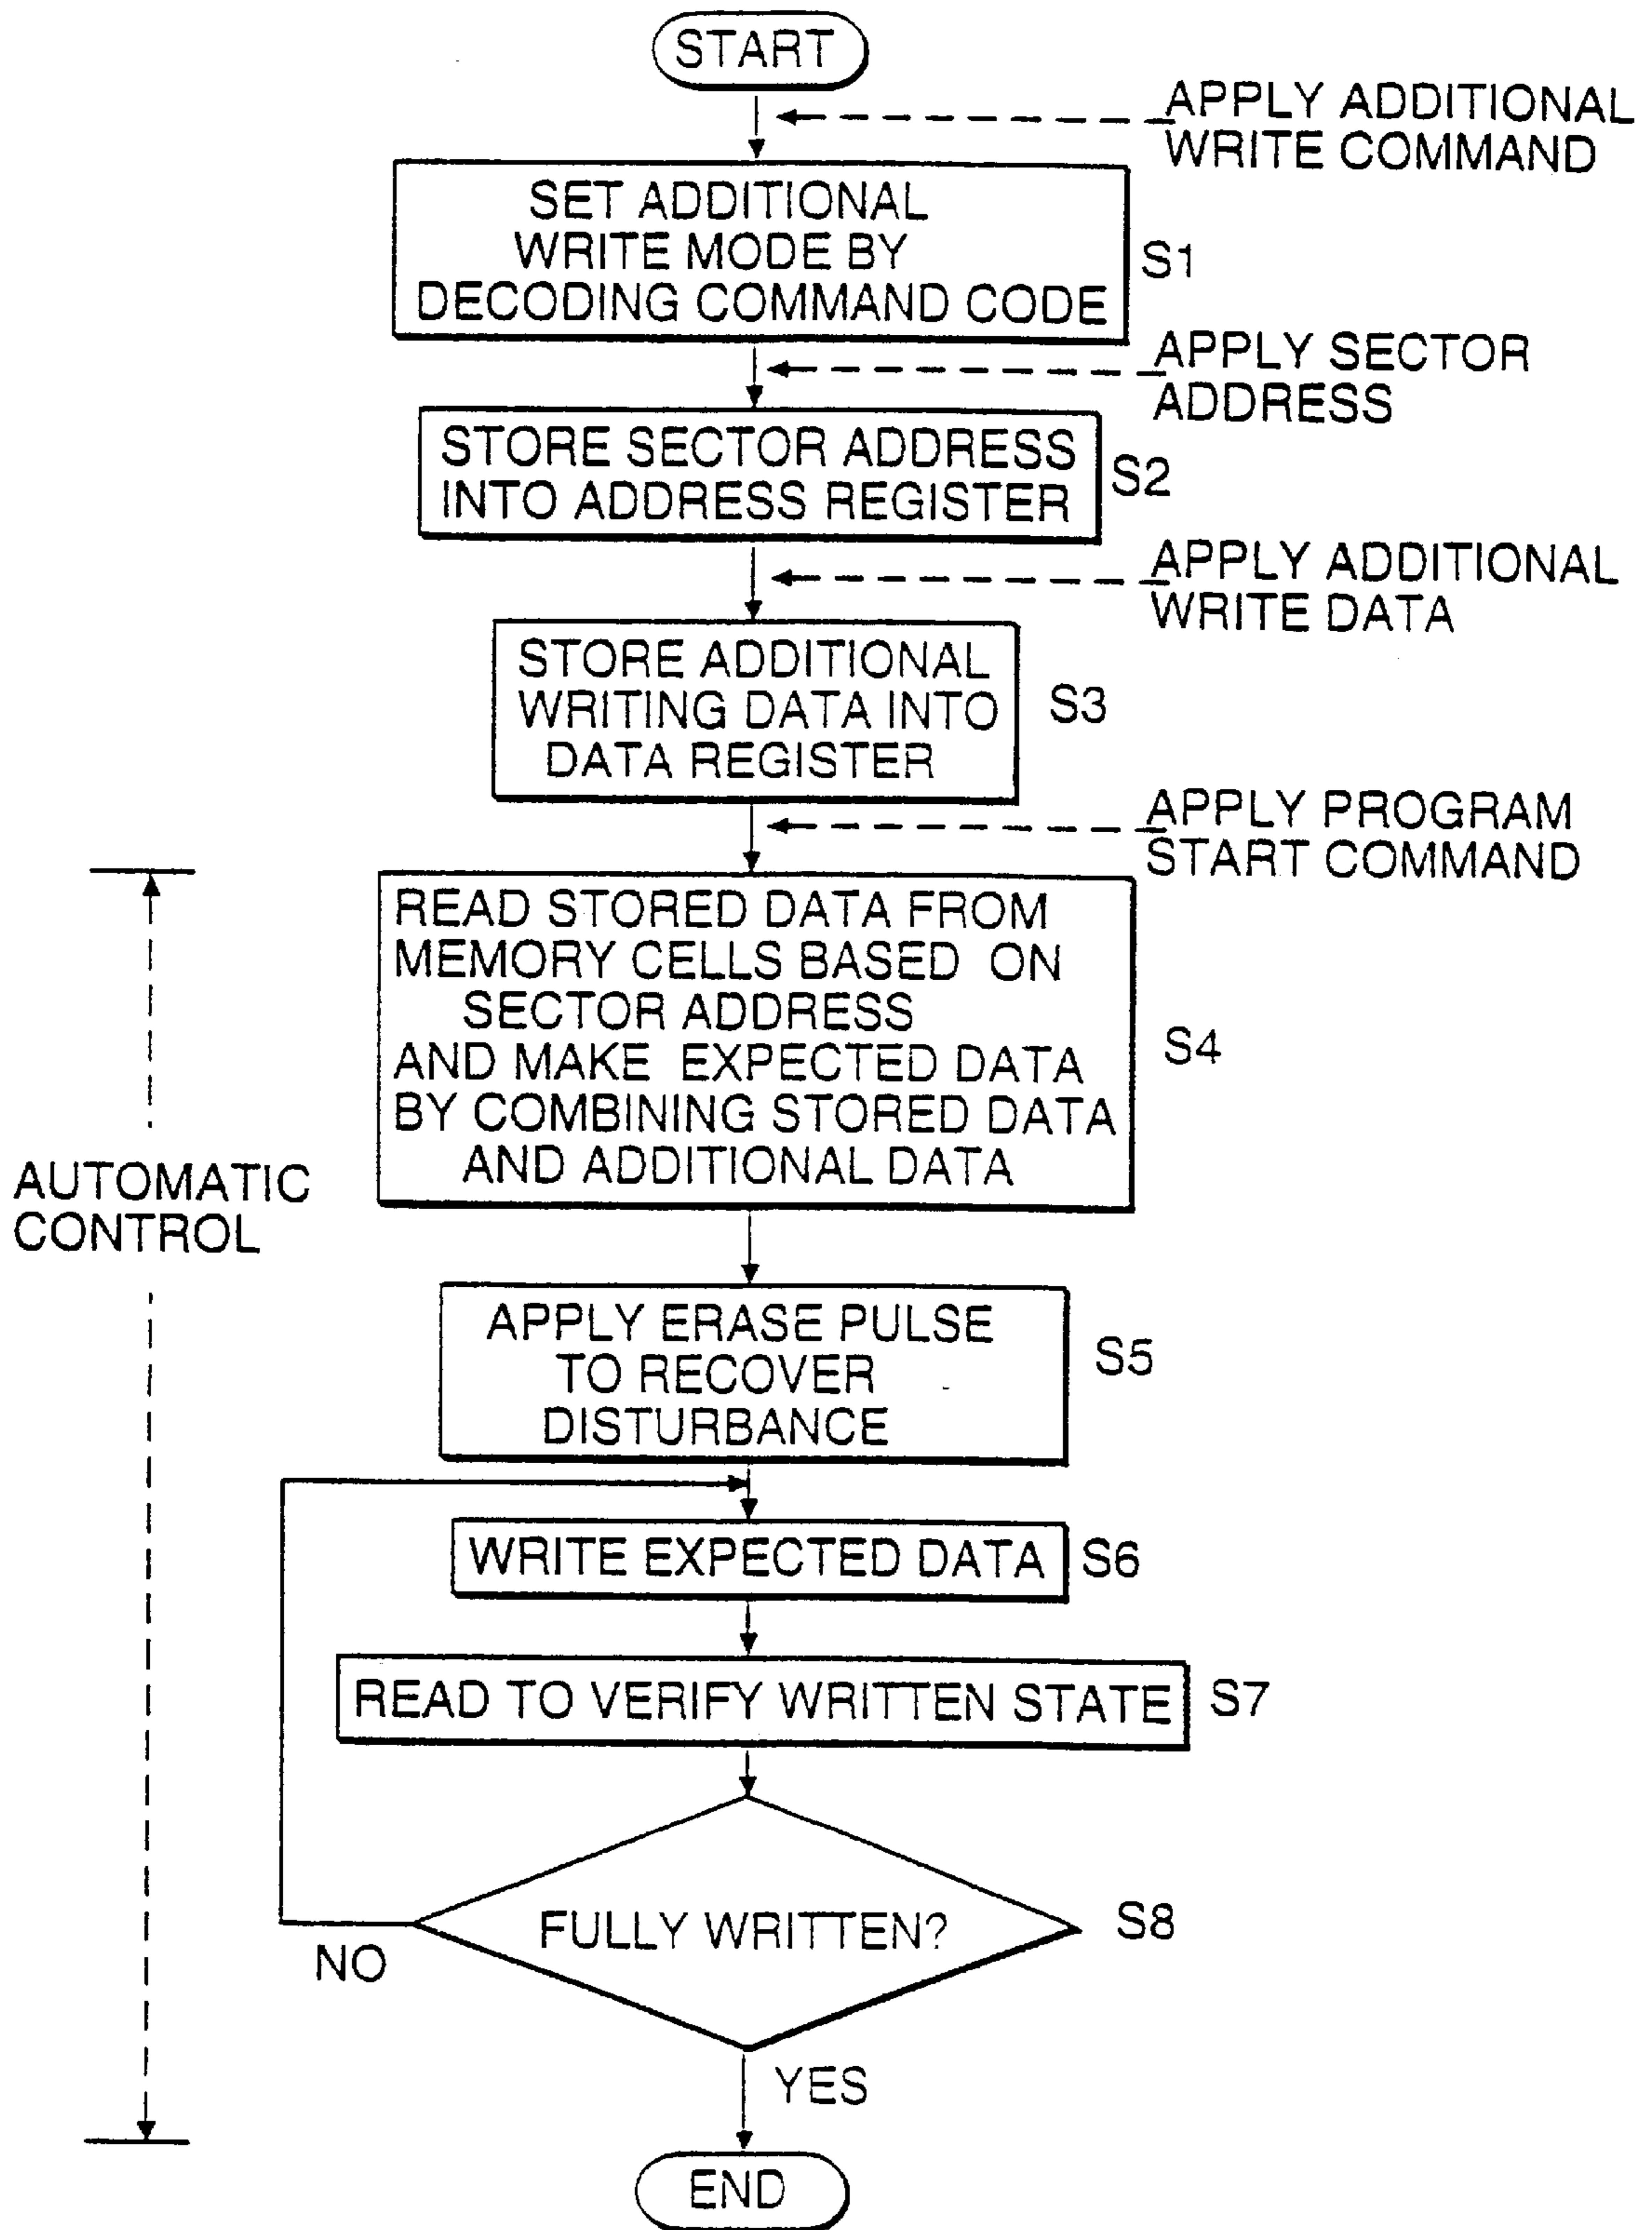 START
APPLY ADDITIONAL
WRITE COMMAND
SET ADDITIONAL
WRITE MODE BY
DECODING COMMAND CODE
S1
APPLY SECTOR
ADDRESS
STORE SECTOR ADDRESS
INTO ADDRESS REGISTER
S2
APPLY ADDITIONAL
WRITE DATA
STORE ADDITIONAL
WRITING DATA INTO
DATA REGISTER
S3
APPLY PROGRAM
START COMMAND
READ STORED DATA FROM
MEMORY CELLS BASED ON
SECTOR ADDRESS
AND MAKE EXPECTED DATA
BY COMBINING STORED DATA
AND ADDITIONAL DATA
S4
AUTOMATIC
CONTROL
APPLY ERASE PULSE
TO RECOVER
DISTURBANCE
S5
WRITE EXPECTED DATA
S6
READ TO VERIFY WRITTEN STATE
S7
FULLY WRITTEN?
S8
NO
YES
END